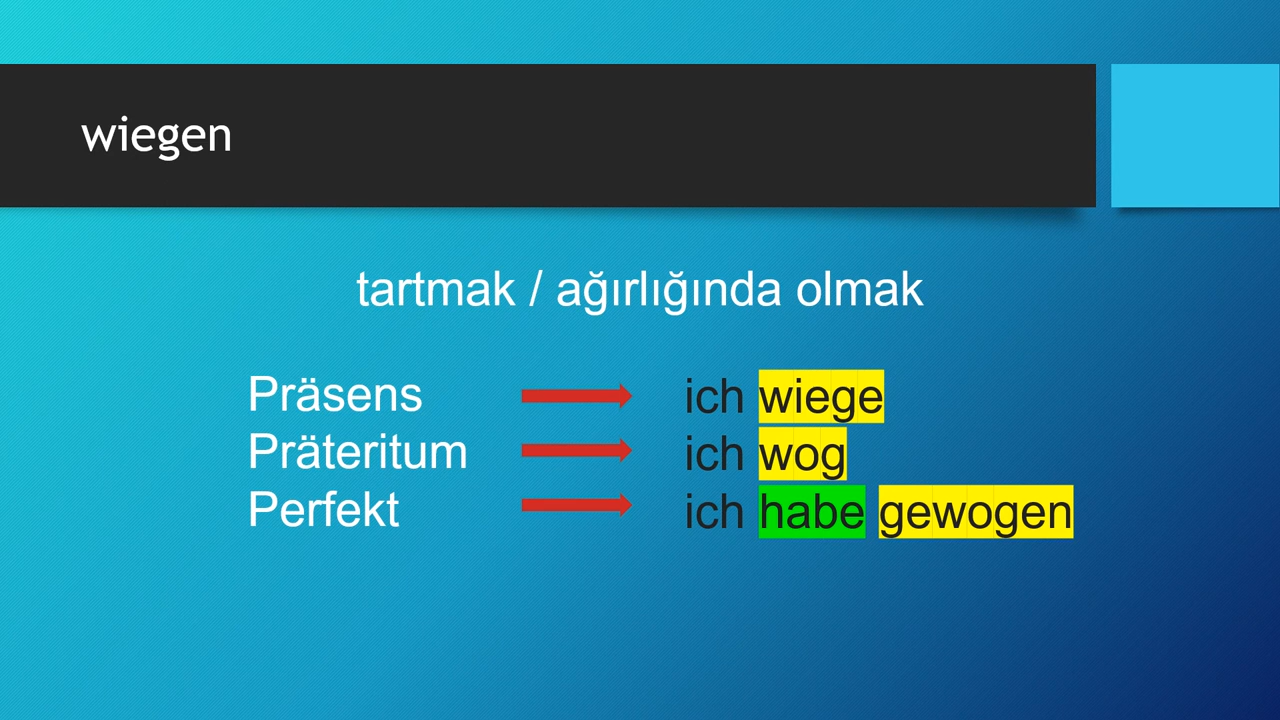 wiegen
tartmak / ağırlığında olmak
Präsens ich wiege
Präteritum ich wog
Perfekt ich habe gewogen